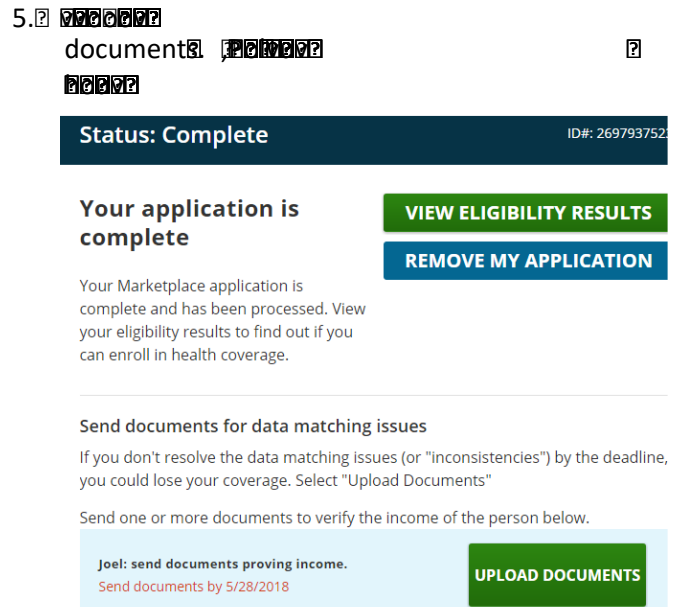 5.
documents.
Status: Complete
ID#: 269793752
Your application is
complete
VIEW ELIGIBILITY RESULTS
REMOVE MY APPLICATION
Your Marketplace application is
complete and has been processed. View
your eligibility results to find out if you
can enroll in health coverage.
Send documents for data matching issues
If you don't resolve the data matching issues (or "inconsistencies") by the deadline,
you could lose your coverage. Select "Upload Documents"
Send one or more documents to verify the income of the person below.
Joel: send documents proving income.
Send documents by 5/28/2018
UPLOAD DOCUMENTS